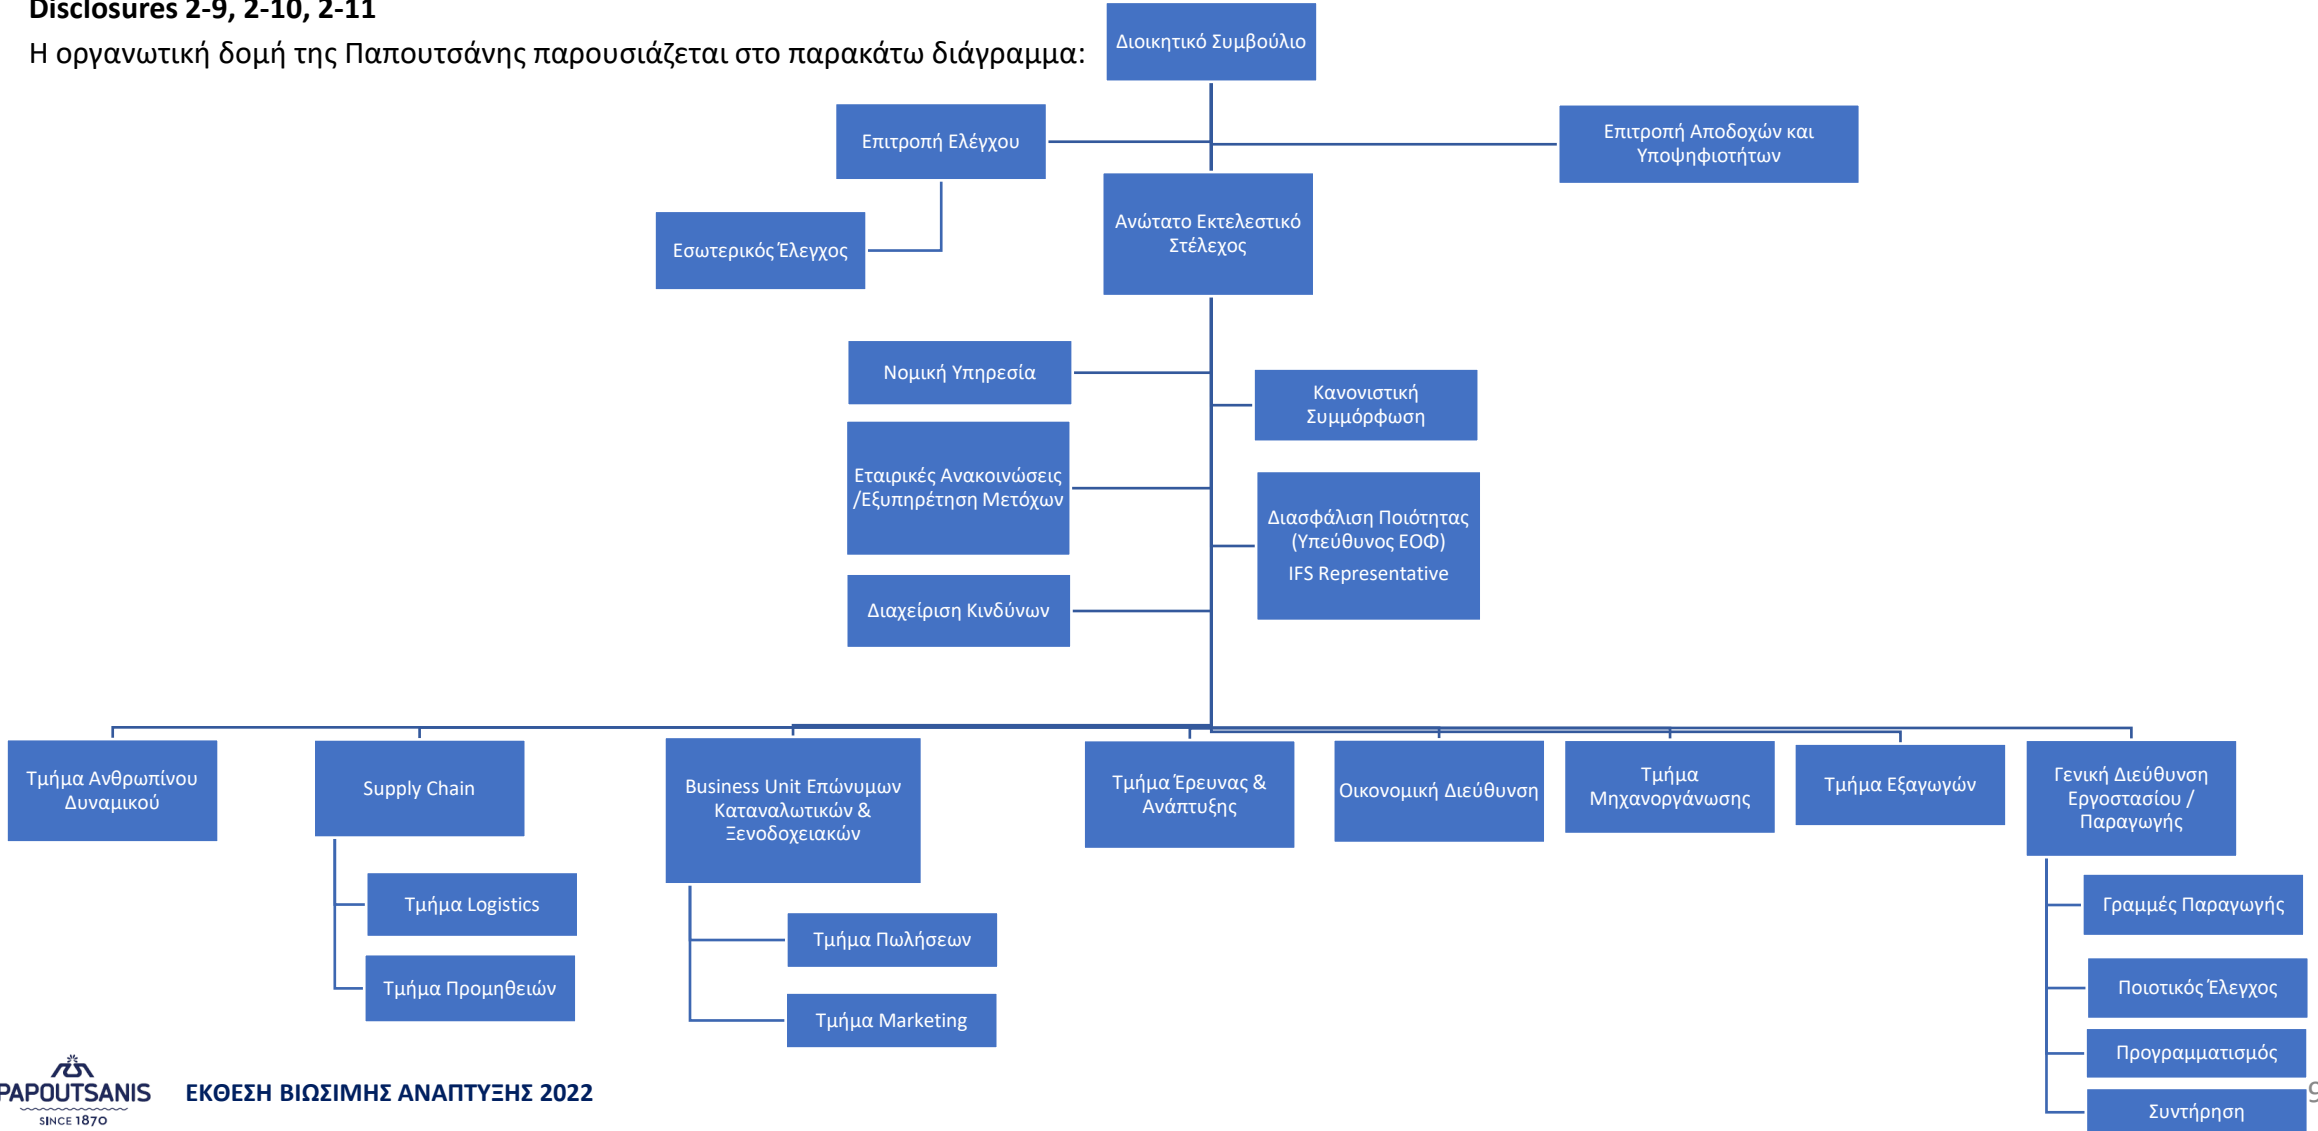 Disclosures 2-9, 2-10, 2-11
Η οργανωτική δομή της Παπουτσάνης παρουσιάζεται στο παρακάτω διάγραμμα:
Διοικητικό Συμβούλιο
Επιτροπή Ελέγχου
Επιτροπή Αποδοχών και
Υποψηφιοτήτων
Εσωτερικός Έλεγχος
Ανώτατο Εκτελεστικό
Στέλεχος
Νομική Υπηρεσία
Κανονιστική
Συμμόρφωση
Εταιρικές Ανακοινώσεις
/Εξυπηρέτηση Μετόχων
Διασφάλιση Ποιότητας
(Υπεύθυνος ΕΟΦ)
IFS Representative
Διαχείριση Κινδύνων
Τμήμα Ανθρωπίνου
Δυναμικού
Supply Chain
Τμήμα Logistics
Τμήμα Προμηθειών
Business Unit Επώνυμων
Καταναλωτικών &
Ξενοδοχειακών
Τμήμα Πωλήσεων
Τμήμα Marketing
Τμήμα Έρευνας &
Ανάπτυξης
Οικονομική Διεύθυνση
Τμήμα
Μηχανοργάνωσης
Τμήμα Εξαγωγών
Γενική Διεύθυνση
Εργοστασίου /
Παραγωγής
Γραμμές Παραγωγής
Ποιοτικός Έλεγχος
Προγραμματισμός
Συντήρηση
PAPOUTSANIS
SINCE 1870
ΕΚΘΕΣΗ ΒΙΩΣΙΜΗΣ ΑΝΑΠΤΥΞΗΣ 2022
9